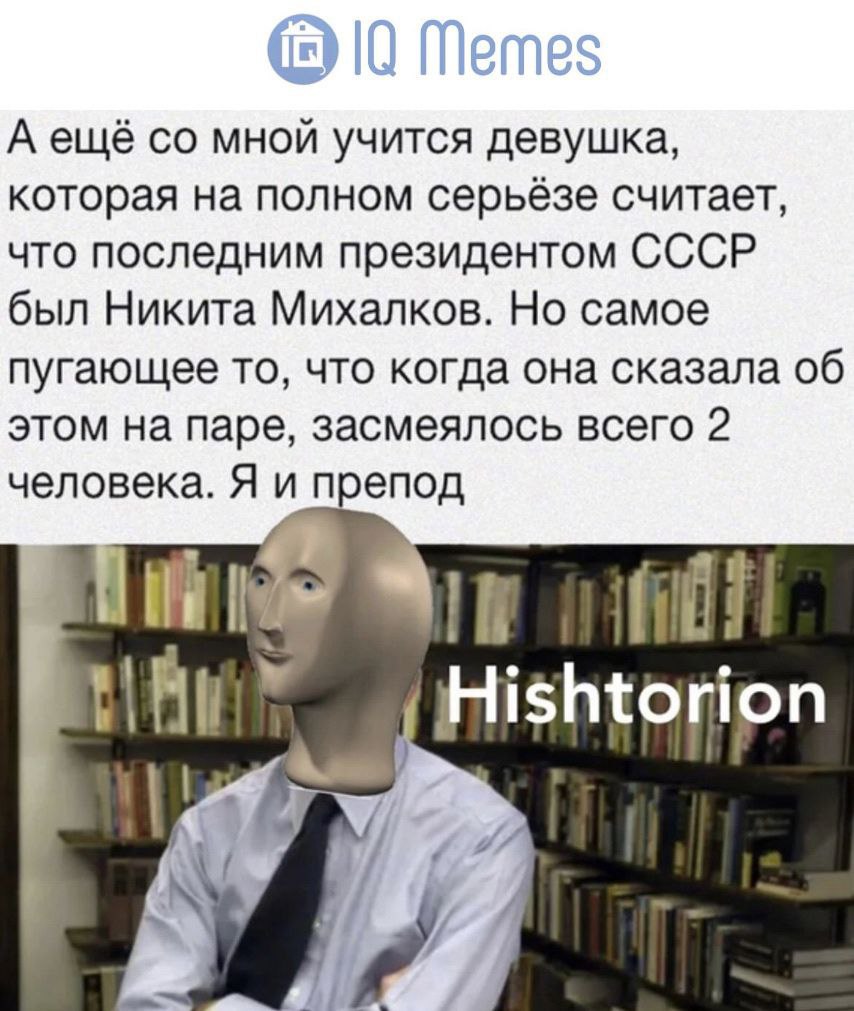 IQ Memes
А ещё со мной учится девушка,
которая на полном серьёзе считает,
что последним президентом СССР
был Никита Михалков. Но самое
пугающее то, что когда она сказала об
этом на паре, засмеялось всего 2
человека. Я и препод
Hishtorion